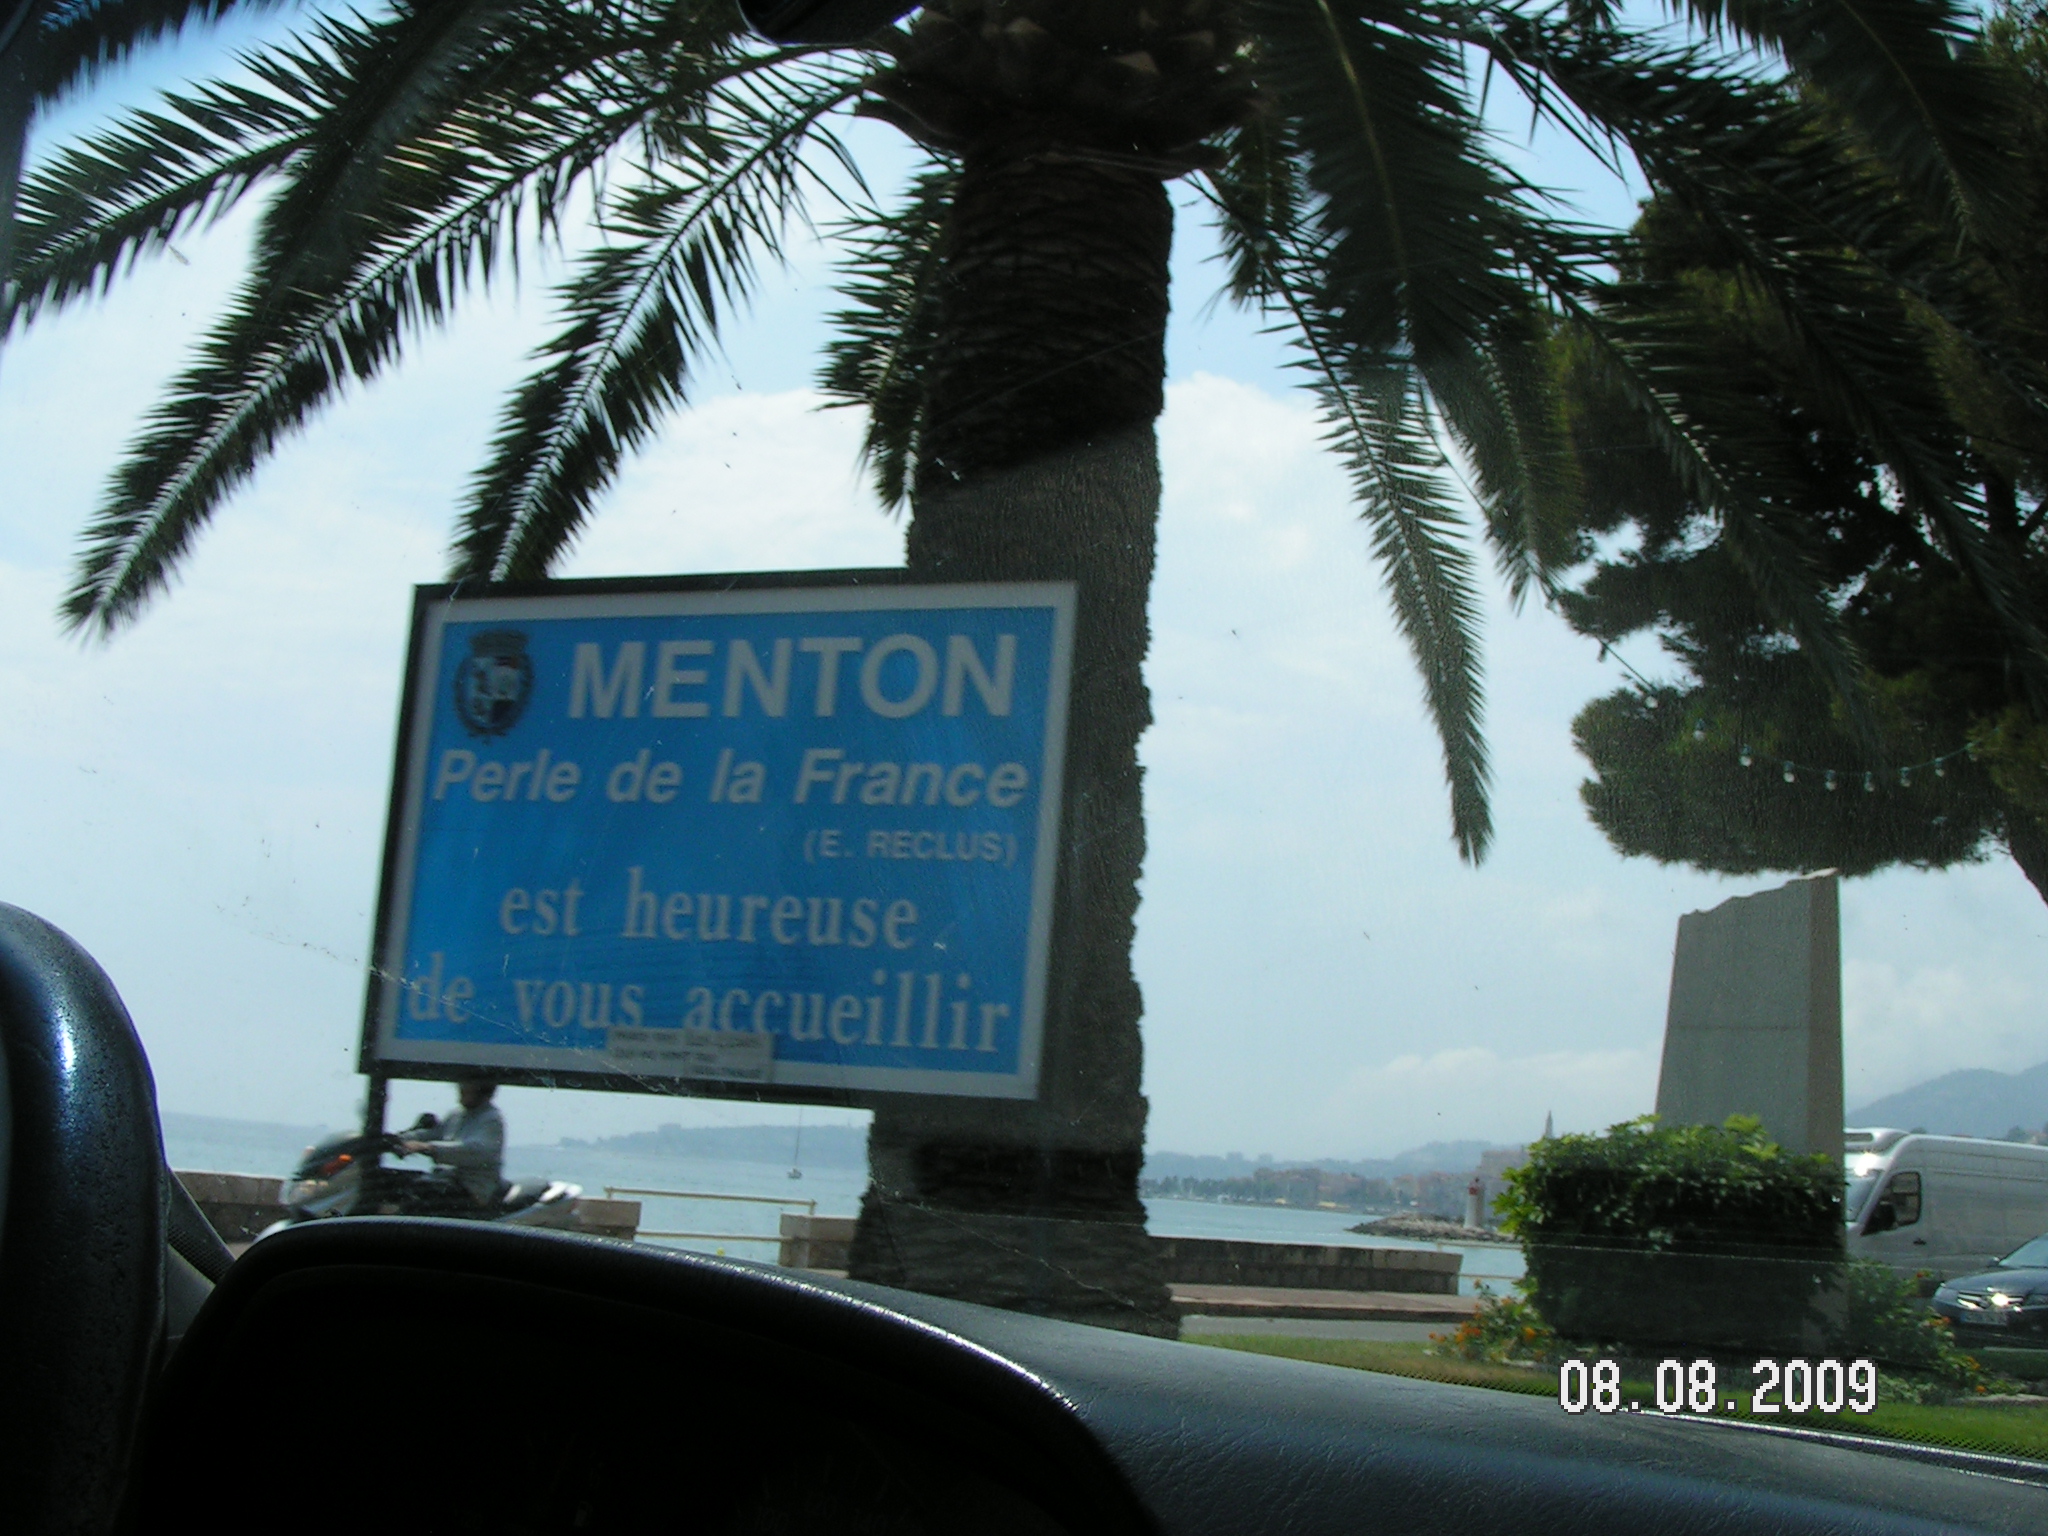 MENTON
Perle de la France
(E. RECLUS)
est heureuse
de vous accueillir
08.08.2009